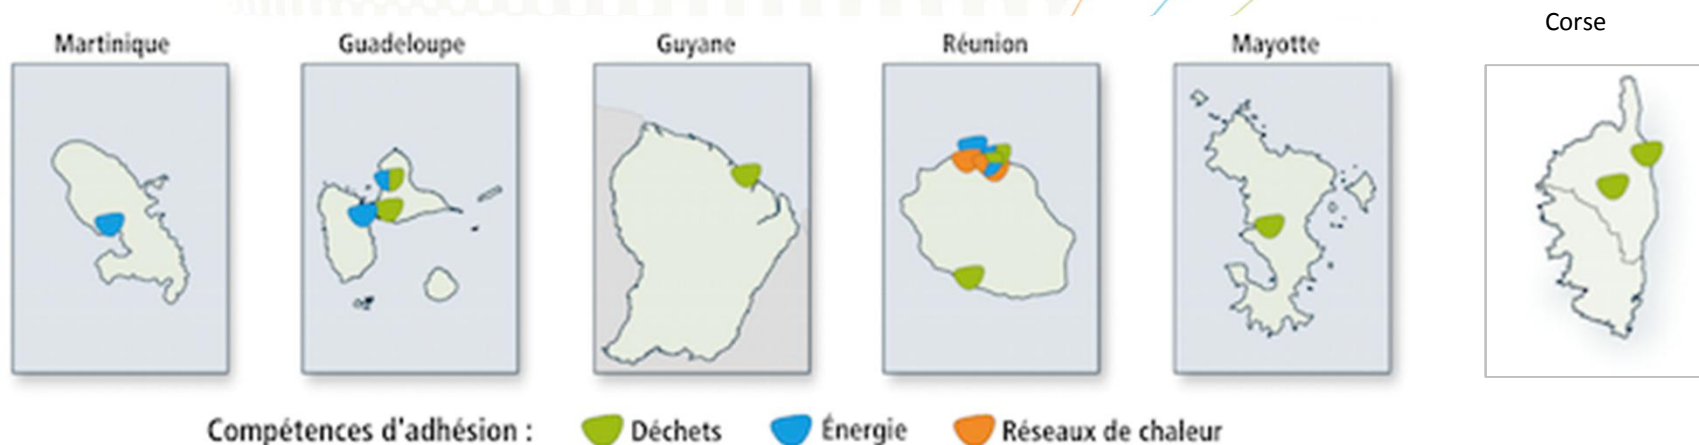 Corse
Martinique
Guadeloupe
Guyane
Réunion
Mayotte
Compétences d'adhésion : Déchets Énergie Réseaux de chaleur